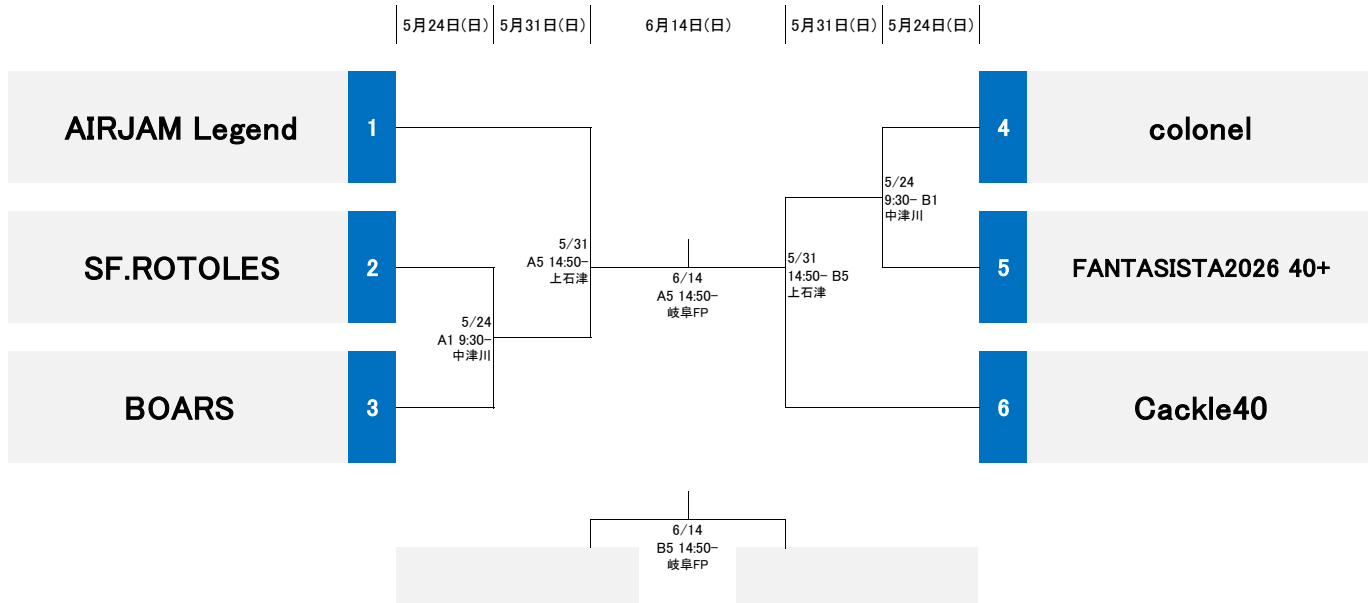 5月24日(日)
5月31日(日)
6月14日(日)
5月31日(日)
5月24日(日)
AIRJAM Legend
1
4
colonel
5/24
9:30- B1
中津川
SF.ROTOLES
2
5/31
A5 14:50-
上石津
6/14
A5 14:50-
岐阜FP
5/31
14:50- B5
上石津
5
FANTASISTA2026 40+
5/24
A1 9:30-
中津川
BOARS
3
6
Cackle40
6/14
B5 14:50-
岐阜FP